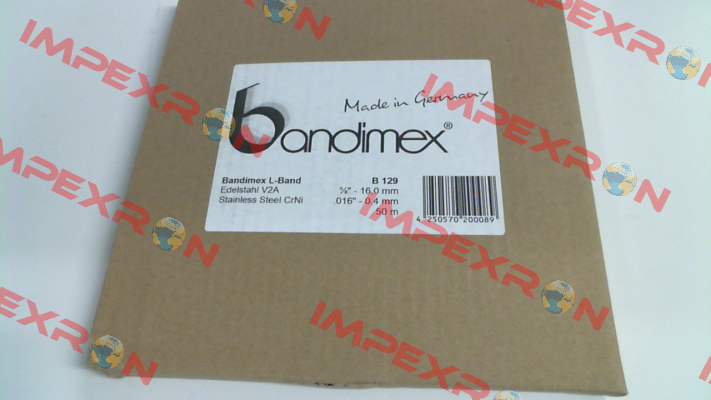 Made in Germany
bandimex®
Bandimex L-Band B 129
Edelstahl V2A ⅝" - 16,0 mm
Stainless Steel CrNi .016" - 0,4 mm
50 m
4 250570 200089
IMPEXRON
IMPEXRON
IMPEXRON
IMPEXRON
IMPEXRON
IMPEXRON